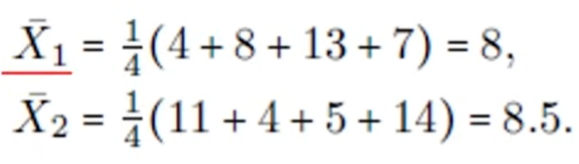 X̄₁ = ¼(4 + 8 + 13 + 7) = 8,
X̄₂ = ¼(11 + 4 + 5 + 14) = 8.5.